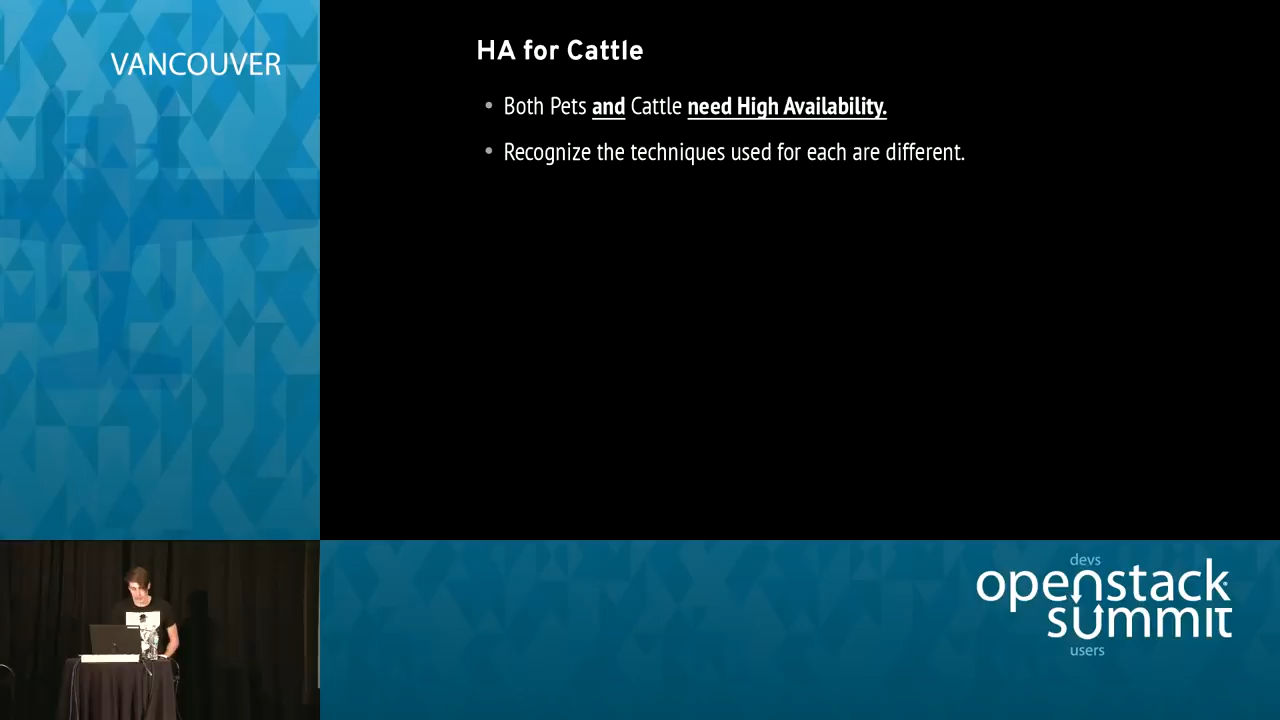 VANCOUVER
HA for Cattle
• Both Pets and Cattle need High Availability.
• Recognize the techniques used for each are different.
devs
openstack
summit
users